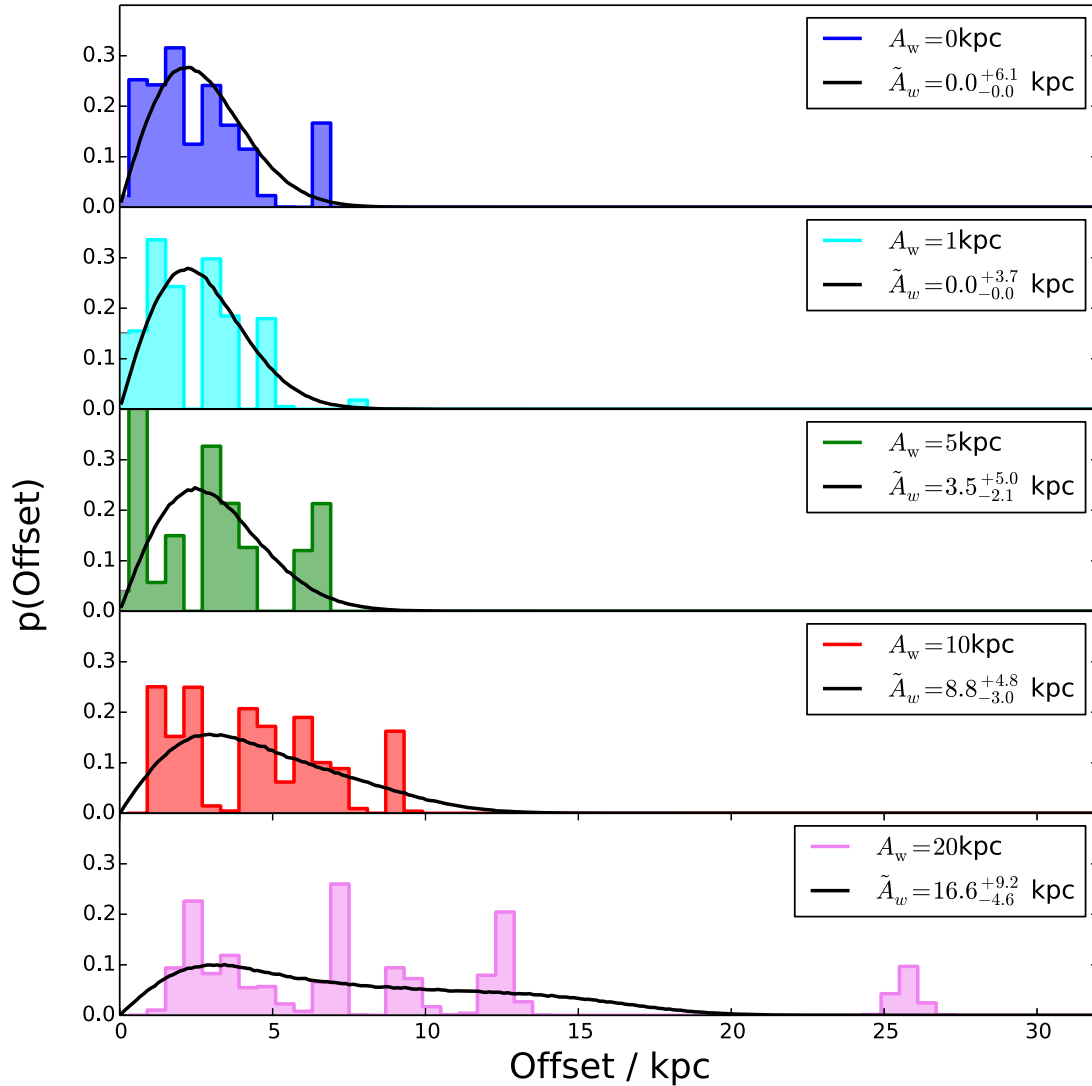 p(Offset)
0.3
0.2
0.1
0.0
A_w = 0kpc
Ã_w = 0.0^{+6.1}_{-0.0} kpc
0.3
0.2
0.1
0.0
A_w = 1kpc
Ã_w = 0.0^{+3.7}_{-0.0} kpc
0.3
0.2
0.1
0.0
A_w = 5kpc
Ã_w = 3.5^{+5.0}_{-2.1} kpc
0.3
0.2
0.1
0.0
A_w = 10kpc
Ã_w = 8.8^{+4.8}_{-3.0} kpc
0.3
0.2
0.1
0.0
A_w = 20kpc
Ã_w = 16.6^{+9.2}_{-4.6} kpc
0 5 10 15 20 25 30
Offset / kpc